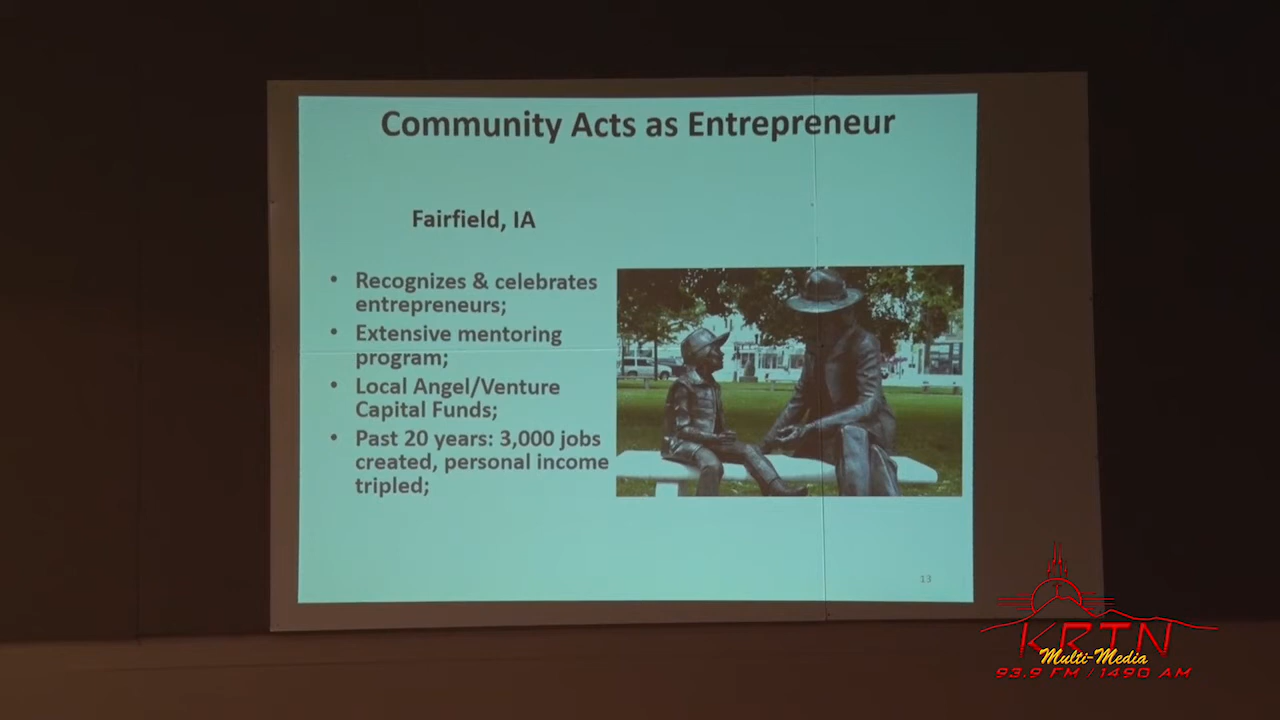 Community Acts as Entrepreneur
Fairfield, IA
• Recognizes & celebrates
entrepreneurs;
• Extensive mentoring
program;
• Local Angel/Venture
Capital Funds;
• Past 20 years: 3,000 jobs
created, personal income
tripled;
13
KRTN
Multi-Media
93.9 FM / 1490 AM